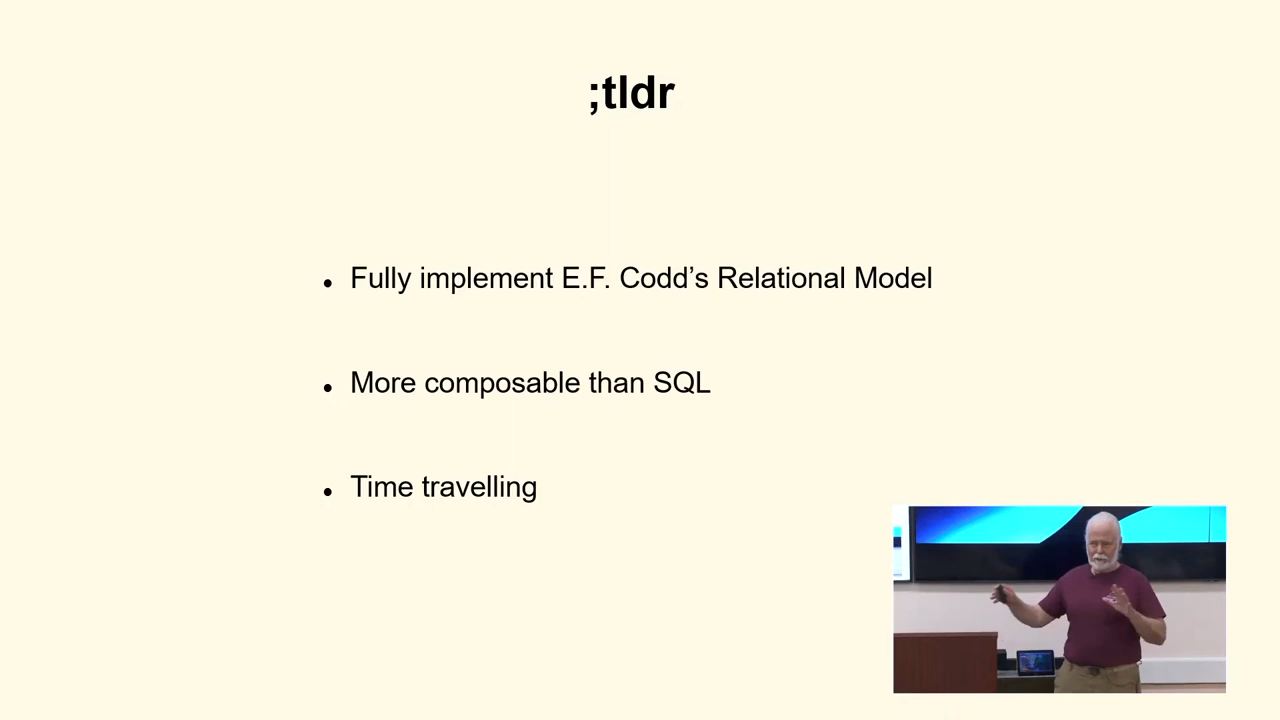 ;tldr
• Fully implement E.F. Codd’s Relational Model
• More composable than SQL
• Time travelling